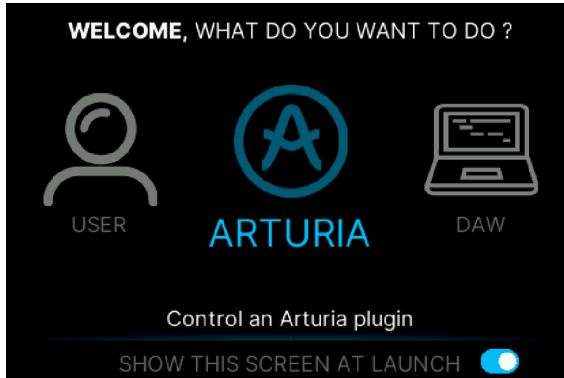 WELCOME, WHAT DO YOU WANT TO DO ?
USER
ARTURIA
DAW
Control an Arturia plugin
SHOW THIS SCREEN AT LAUNCH